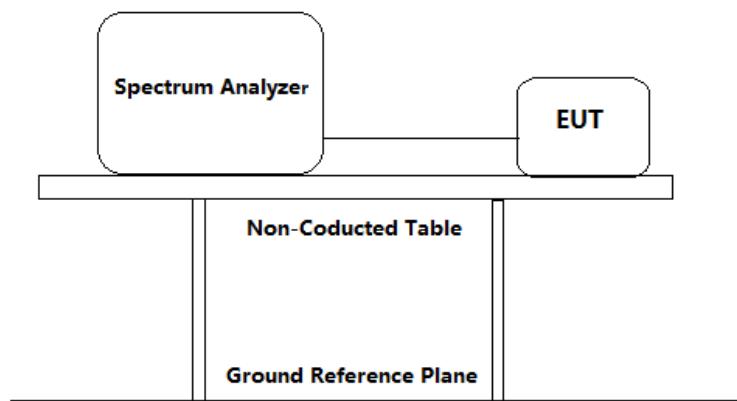 Spectrum Analyzer
EUT
Non-Coducted Table
Ground Reference Plane